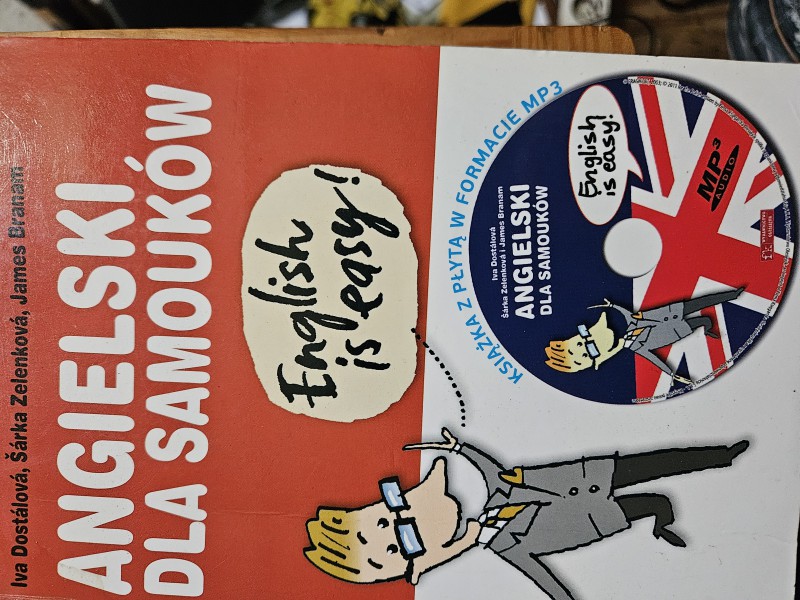 Iva Dostálová, Šárka Zelenková, James Branam
ANGIELSKI
DLA SAMOUKÓW
English
is easy!
KSIĄŻKA Z PŁYTĄ W FORMACIE MP3
Iva Dostálová
Šárka Zelenková i James Branam
ANGIELSKI
DLA SAMOUKÓW
English
is easy!
MP3
AUDIO